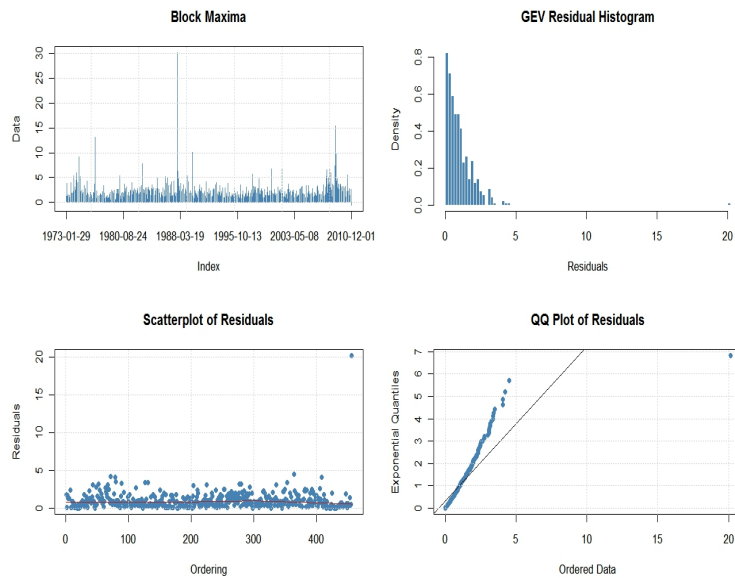 Block Maxima
Data
0 5 10 15 20 25 30
1973-01-29 1980-08-24 1988-03-19 1995-10-13 2003-05-08 2010-12-01
Index
GEV Residual Histogram
Density
0.0 0.2 0.4 0.6 0.8
0 5 10 15 20
Residuals
Scatterplot of Residuals
Residuals
0 5 10 15 20
0 100 200 300 400
Ordering
QQ Plot of Residuals
Exponential Quantiles
0 1 2 3 4 5 6 7
0 5 10 15 20
Ordered Data